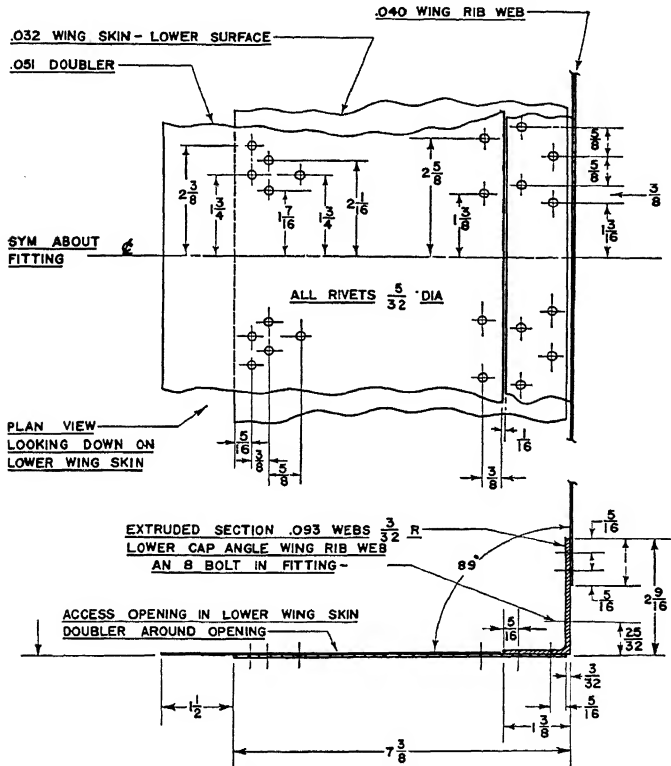 .040 WING RIB WEB
.032 WING SKIN – LOWER SURFACE
.051 DOUBLER
2 3/8
1 3/4
1 7/16
1 3/4
2 1/16
2 5/8
1 3/8
5/8
5/8
3/8
1 3/16
SYM ABOUT ℄
FITTING
ALL RIVETS 5/32 DIA
PLAN VIEW
LOOKING DOWN ON
LOWER WING SKIN
5/16
3/8
5/8
3/8
1/16
EXTRUDED SECTION .093 WEBS 3/32 R
LOWER CAP ANGLE WING RIB WEB
AN 8 BOLT IN FITTING
89°
5/16
5/16
2 9/16
25/32
ACCESS OPENING IN LOWER WING SKIN
DOUBLER AROUND OPENING
5/16
3/32
5/16
1 1/2
1 3/8
7 3/8